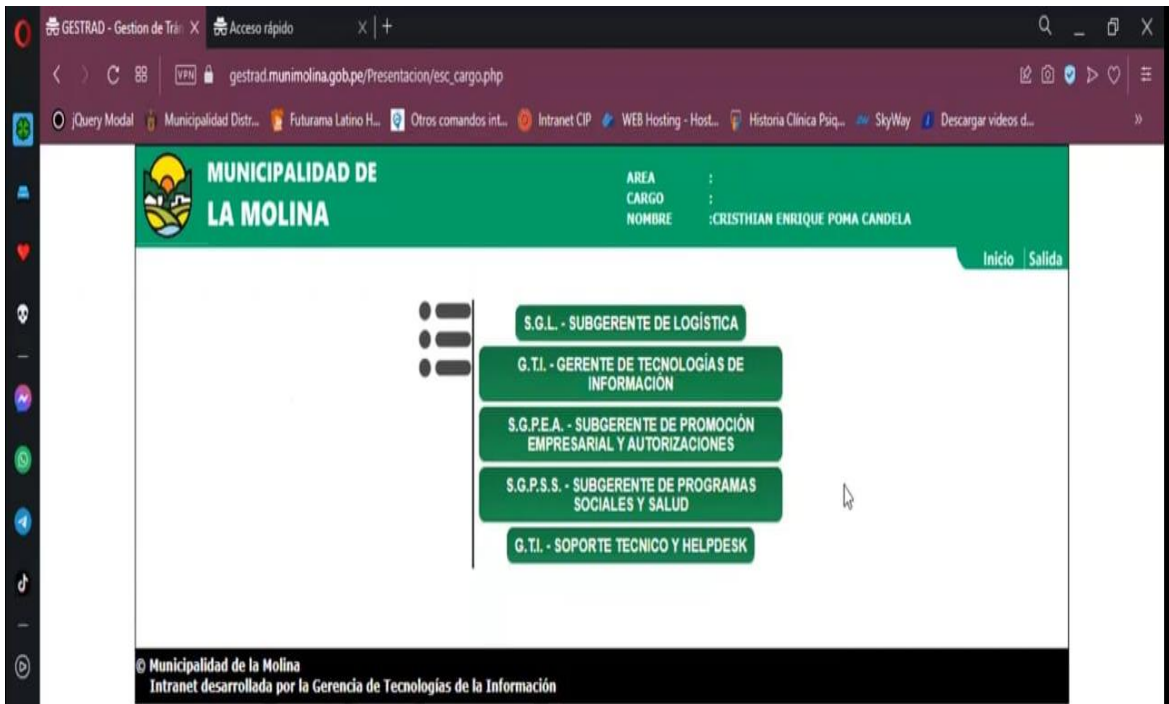 GESTRAD - Gestion de Trán
Acceso rápido
VPN
gestrad.munimolina.gob.pe/Presentacion/esc_cargo.php
jQuery Modal
Municipalidad Distr...
Futurama Latino H...
Otros comandos int...
Intranet CIP
WEB Hosting - Host...
Historia Clínica Psiq...
SkyWay
Descargar videos d...
MUNICIPALIDAD DE
LA MOLINA
AREA :
CARGO :
NOMBRE :CRISTHIAN ENRIQUE POMA CANDELA
Inicio Salida
S.G.L. - SUBGERENTE DE LOGÍSTICA
G.T.I. - GERENTE DE TECNOLOGÍAS DE
INFORMACIÓN
S.G.P.E.A. - SUBGERENTE DE PROMOCIÓN
EMPRESARIAL Y AUTORIZACIONES
S.G.P.S.S. - SUBGERENTE DE PROGRAMAS
SOCIALES Y SALUD
G.T.I. - SOPORTE TECNICO Y HELPDESK
© Municipalidad de la Molina
Intranet desarrollada por la Gerencia de Tecnologías de la Información